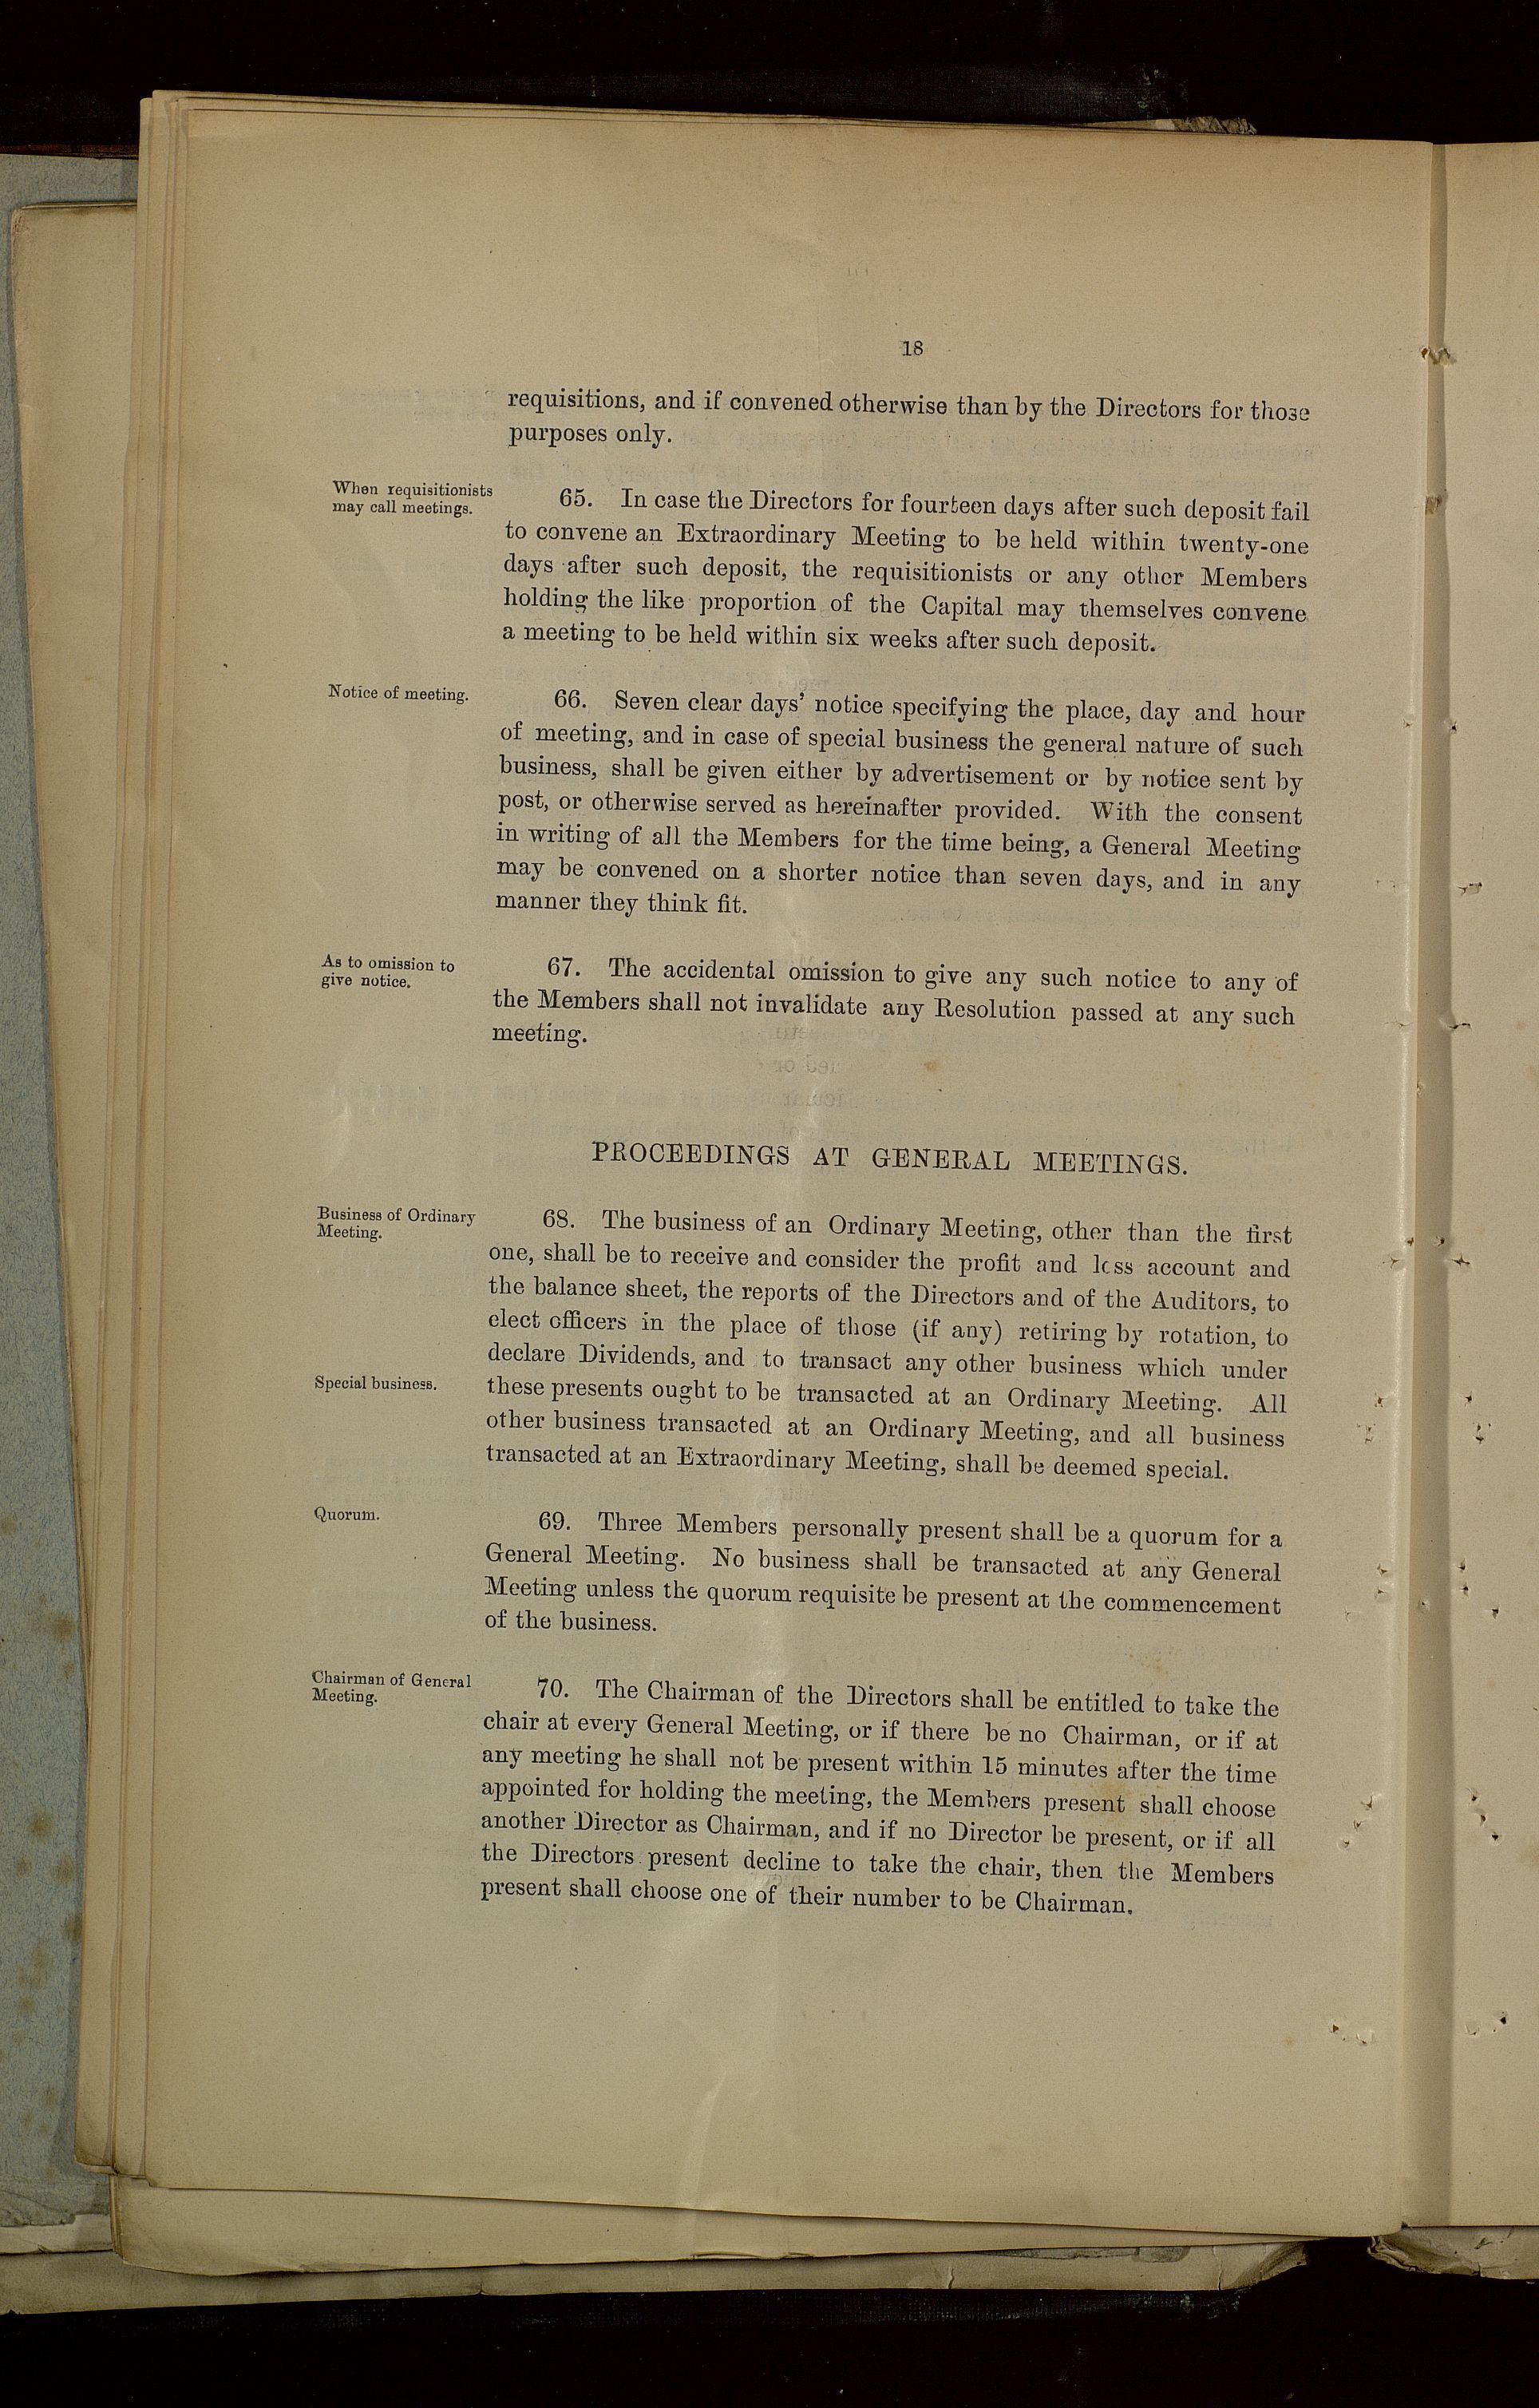 18
requisitions, and if convened otherwise than by the Directors for those
purposes only.
When requisitionists
may call meetings.
65. In case the Directors for fourteen days after such deposit fail
to convene an Extraordinary Meeting to be held within twenty-one
days after such deposit, the requisitionists or any other Members
holding the like proportion of the Capital may themselves convene
a meeting to be held within six weeks after such deposit.
Notice of meeting.
66. Seven clear days' notice specifying the place, day and hour
of meeting, and in case of special business the general nature of such
business, shall be given either by advertisement or by notice sent by
post, or otherwise served as hereinafter provided. With the consent
in writing of all the Members for the time being, a General Meeting
may be convened on a shorter notice than seven days, and in any
manner they think fit.
As to omission to
give notice.
67. The accidental omission to give any such notice to any of
the Members shall not invalidate any Resolution passed at any such
meeting.
PROCEEDINGS AT GENERAL MEETINGS.
Business of Ordinary
Meeting.
68. The business of an Ordinary Meeting, other than the first
one, shall be to receive and consider the profit and loss account and
the balance sheet, the reports of the Directors and of the Auditors, to
elect officers in the place of those (if any) retiring by rotation, to
declare Dividends, and to transact any other business which under
Special business.
these presents ought to be transacted at an Ordinary Meeting. All
other business transacted at an Ordinary Meeting, and all business
transacted at an Extraordinary Meeting, shall be deemed special.
Quorum.
69. Three Members personally present shall be a quorum for a
General Meeting. No business shall be transacted at any General
Meeting unless the quorum requisite be present at the commencement
of the business.
Chairman of General
Meeting.
70. The Chairman of the Directors shall be entitled to take the
chair at every General Meeting, or if there be no Chairman, or if at
any meeting he shall not be present within 15 minutes after the time
appointed for holding the meeting, the Members present shall choose
another Director as Chairman, and if no Director be present, or if all
the Directors present decline to take the chair, then the Members
present shall choose one of their number to be Chairman.